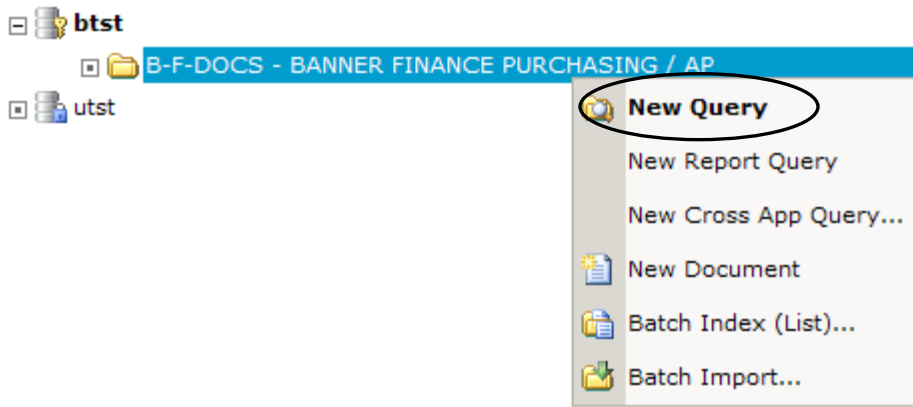 btst
B-F-DOCS - BANNER FINANCE PURCHASING / AP
utst
New Query
New Report Query
New Cross App Query...
New Document
Batch Index (List)...
Batch Import...